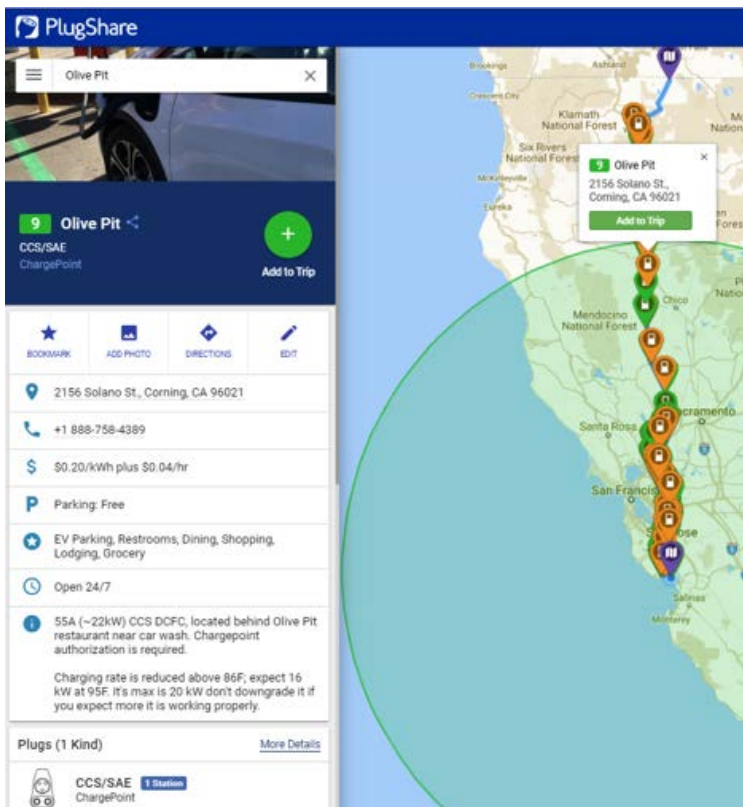 PlugShare
Olive Pit
9 Olive Pit
CCS/SAE
ChargePoint
Add to Trip
BOOKMARK
ADD PHOTO
DIRECTIONS
EDIT
2156 Solano St., Corning, CA 96021
+1 888-758-4389
$0.20/kWh plus $0.04/hr
Parking: Free
EV Parking, Restrooms, Dining, Shopping,
Lodging, Grocery
Open 24/7
55A (~22kW) CCS DCFC, located behind Olive Pit
restaurant near car wash. Chargepoint
authorization is required.
Charging rate is reduced above 86F; expect 16
kW at 95F. It's max is 20 kW don't downgrade it if
you expect more it is working properly.
Plugs (1 Kind)
More Details
CCS/SAE 1 Station
ChargePoint
Brookings
Ashland
Crescent City
Klamath
National Forest
Six Rivers
National Forest
McKinleyville
Eureka
9 Olive Pit
2156 Solano St.,
Corning, CA 96021
Add to Trip
Chico
Mendocino
National Forest
Santa Rosa
San Francisc
Salinas
Monterey